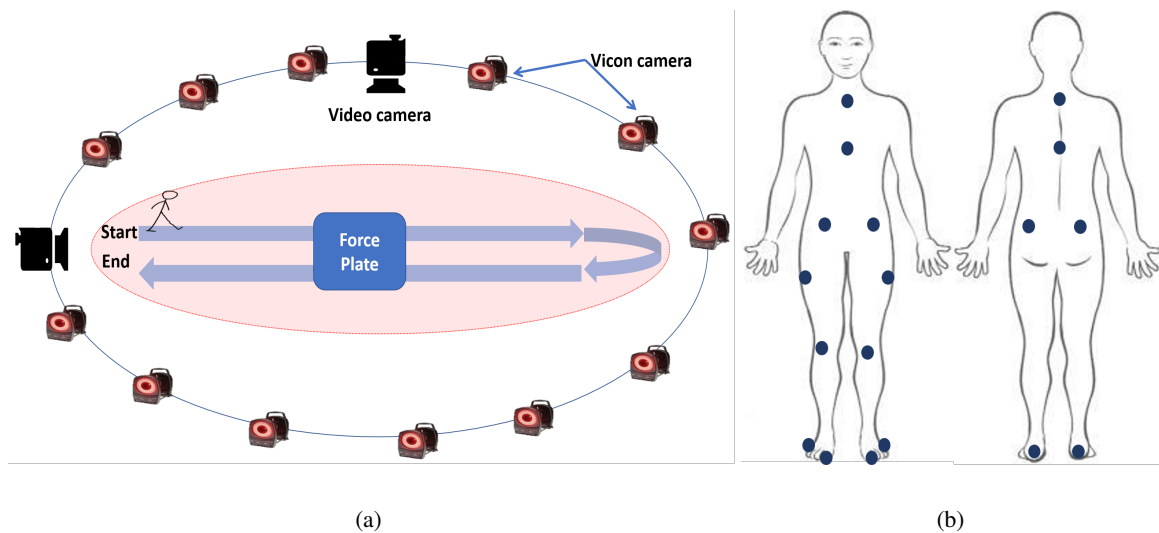 Video camera
Vicon camera
Start
End
Force
Plate
(a)
(b)